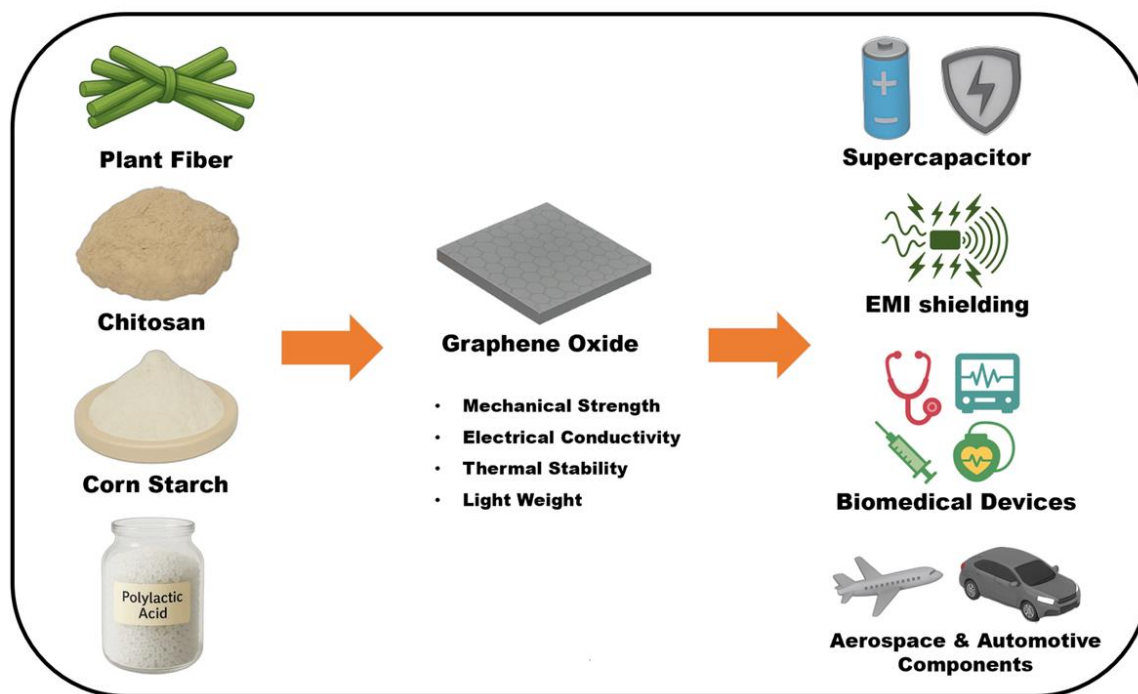 Plant Fiber
Chitosan
Corn Starch
Polylactic
Acid
Graphene Oxide
• Mechanical Strength
• Electrical Conductivity
• Thermal Stability
• Light Weight
Supercapacitor
EMI shielding
Biomedical Devices
Aerospace & Automotive
Components